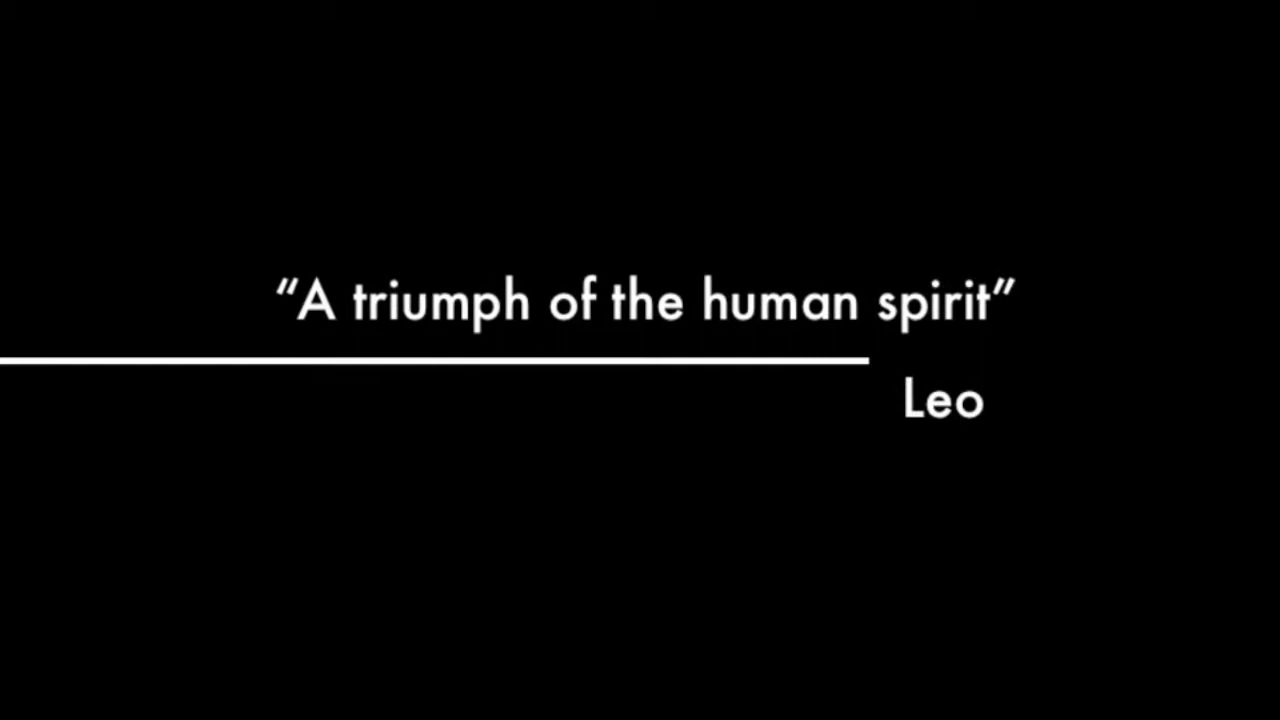 “A triumph of the human spirit”
Leo